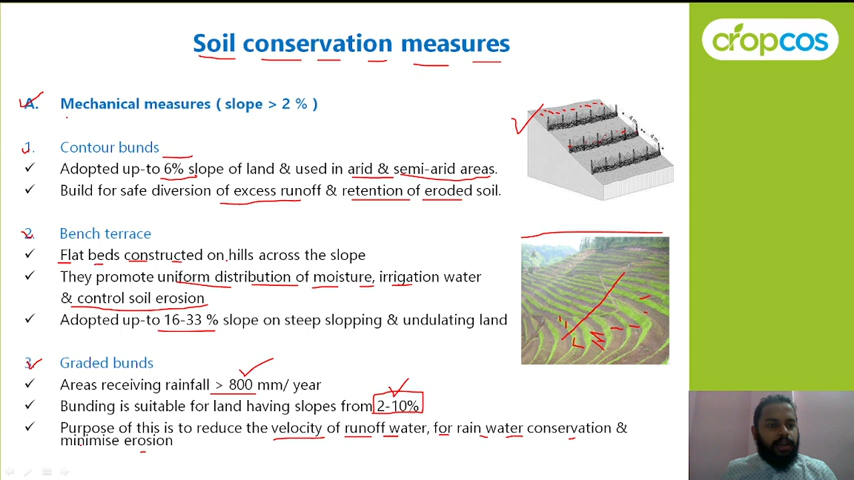 Soil conservation measures
cropcos
A. Mechanical measures ( slope > 2 % )
1. Contour bunds
✓ Adopted up-to 6% slope of land & used in arid & semi-arid areas.
✓ Build for safe diversion of excess runoff & retention of eroded soil.
2. Bench terrace
✓ Flat beds constructed on hills across the slope
✓ They promote uniform distribution of moisture, irrigation water
& control soil erosion
✓ Adopted up-to 16-33 % slope on steep slopping & undulating land
3. Graded bunds
✓ Areas receiving rainfall > 800 mm/ year
✓ Bunding is suitable for land having slopes from 2-10%
✓ Purpose of this is to reduce the velocity of runoff water, for rain water conservation &
minimise erosion